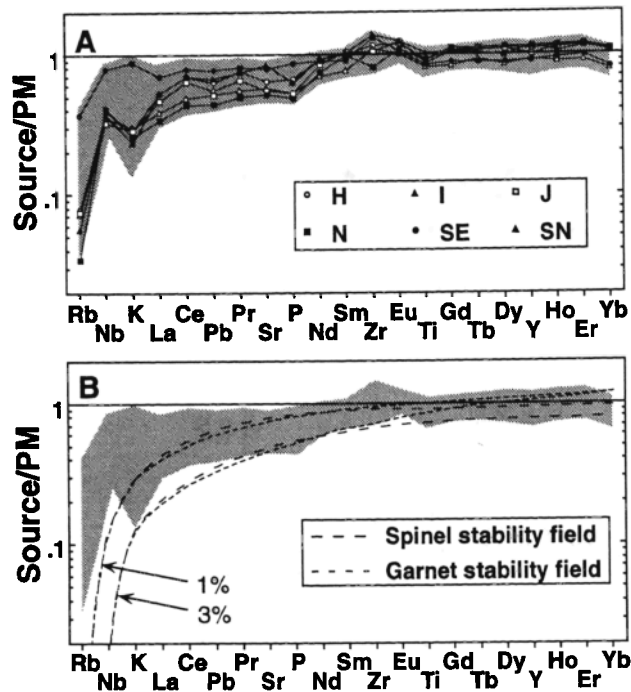 A
Source/PM
1
.1
H I J
N SE SN
Rb K Ce Pr P Sm Eu Gd Dy Ho Yb
Nb La Pb Sr Nd Zr Ti Tb Y Er
B
Source/PM
1
.1
Spinel stability field
Garnet stability field
1%
3%
Rb K Ce Pr P Sm Eu Gd Dy Ho Yb
Nb La Pb Sr Nd Zr Ti Tb Y Er